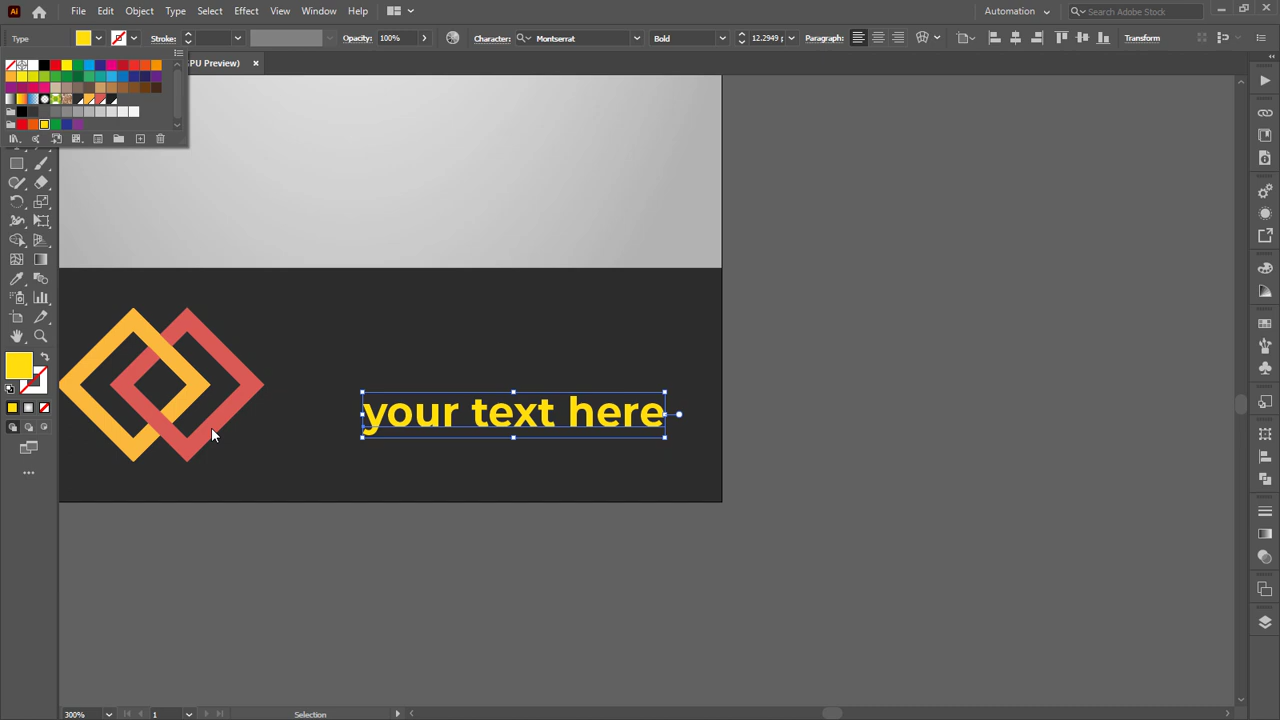 Ai File Edit Object Type Select Effect View Window Help Automation Search Adobe Stock
Type Stroke: Opacity: 100% Character: Montserrat Bold 12.2949 p Paragraph: Transform
PU Preview) ×
your text here
300% 1 Selection